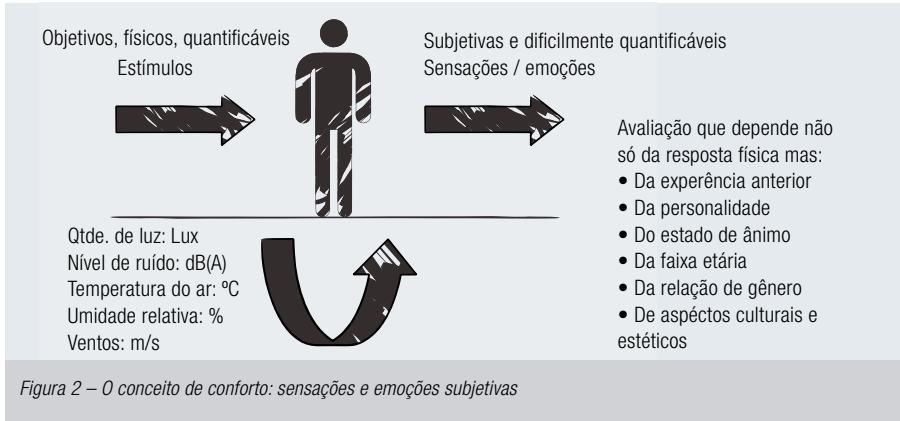 Objetivos, físicos, quantificáveis
Estímulos
Subjetivas e dificilmente quantificáveis
Sensações / emoções
Avaliação que depende não
só da resposta física mas:
• Da experência anterior
• Da personalidade
• Do estado de ânimo
• Da faixa etária
• Da relação de gênero
• De aspéctos culturais e
estéticos
Qtde. de luz: Lux
Nível de ruído: dB(A)
Temperatura do ar: ºC
Umidade relativa: %
Ventos: m/s
Figura 2 – O conceito de conforto: sensações e emoções subjetivas